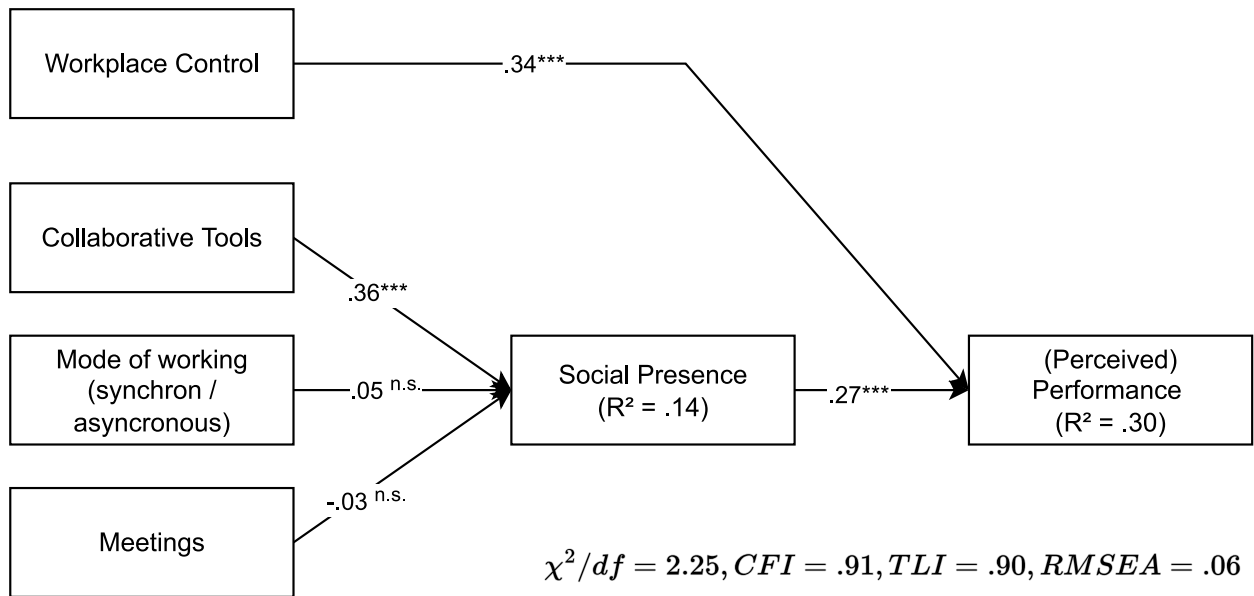 Workplace Control
.34***
Collaborative Tools
.36***
Mode of working
(synchron /
asyncronous)
.05 n.s.
Social Presence
(R² = .14)
.27***
(Perceived)
Performance
(R² = .30)
-.03 n.s.
Meetings
χ²/df = 2.25, CFI = .91, TLI = .90, RMSEA = .06